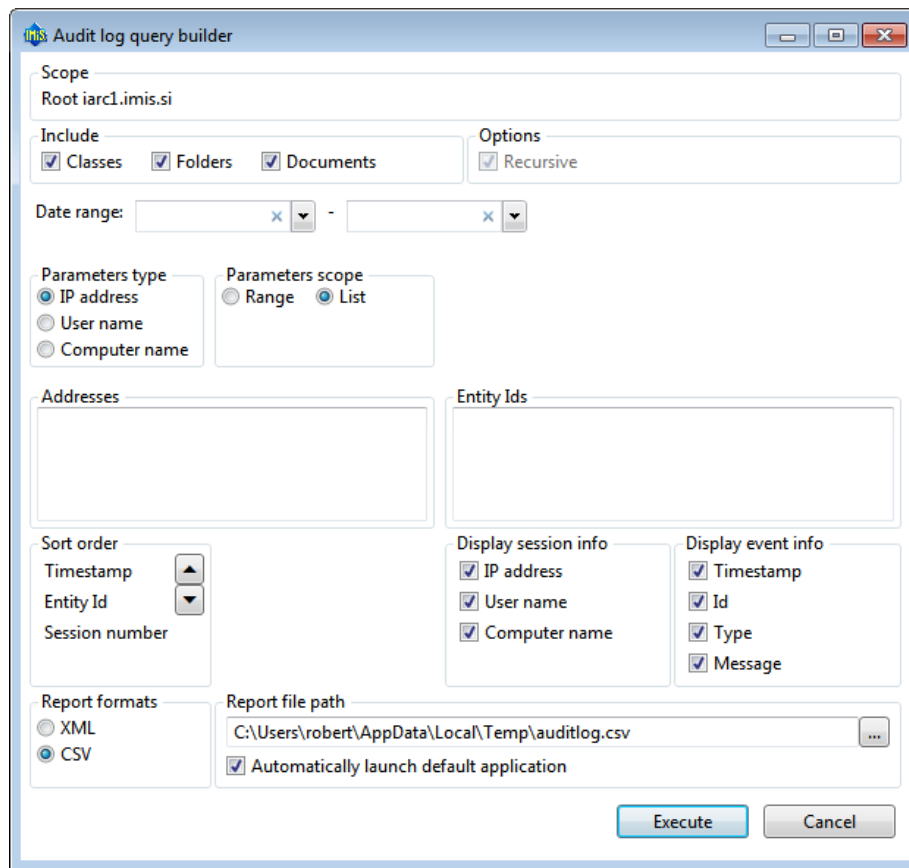 iMiS Audit log query builder
Scope
Root iarc1.imis.si
Include Options
Classes Folders Documents Recursive
Date range: -
Parameters type Parameters scope
IP address Range List
User name
Computer name
Addresses Entity Ids
Sort order Display session info Display event info
Timestamp IP address Timestamp
Entity Id User name Id
Session number Computer name Type
Message
Report formats Report file path
XML C:\Users\robert\AppData\Local\Temp\auditlog.csv ...
CSV Automatically launch default application
Execute Cancel